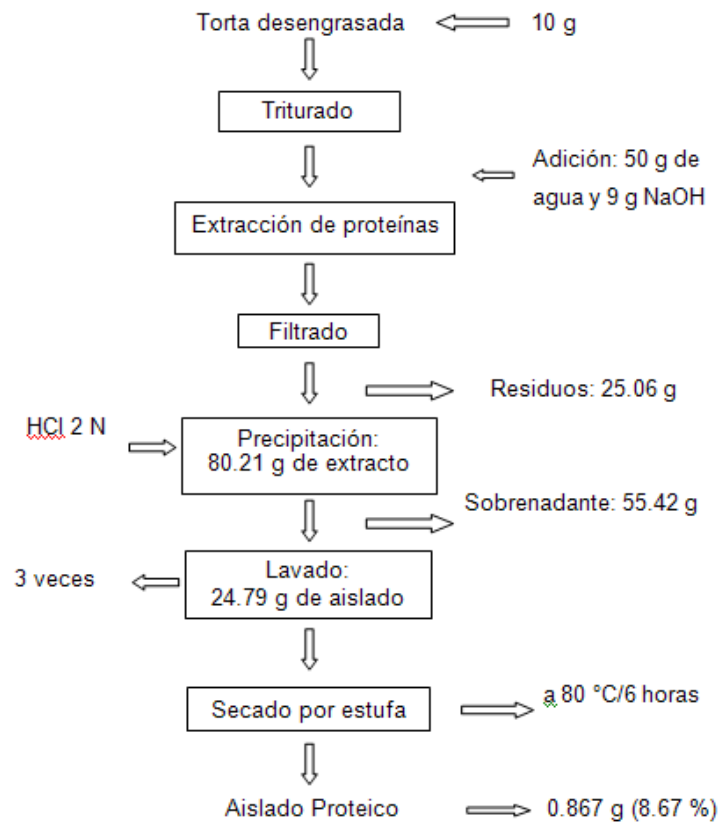 Torta desengrasada
10 g
Triturado
Adición: 50 g de
agua y 9 g NaOH
Extracción de proteínas
Filtrado
Residuos: 25.06 g
HCl 2 N
Precipitación:
80.21 g de extracto
Sobrenadante: 55.42 g
3 veces
Lavado:
24.79 g de aislado
Secado por estufa
a 80 °C/6 horas
Aislado Proteico
0.867 g (8.67 %)